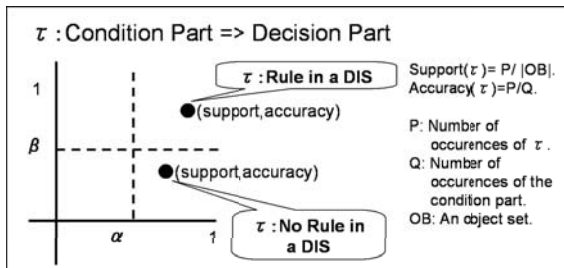 τ : Condition Part => Decision Part
τ : Rule in a DIS
1
(support,accuracy)
β
(support,accuracy)
τ : No Rule in
a DIS
α
1
Support(τ)= P/ |OB|.
Accuracy(τ)=P/Q.
P: Number of
occurences of τ .
Q: Number of
occurences of the
condition part.
OB: An object set.